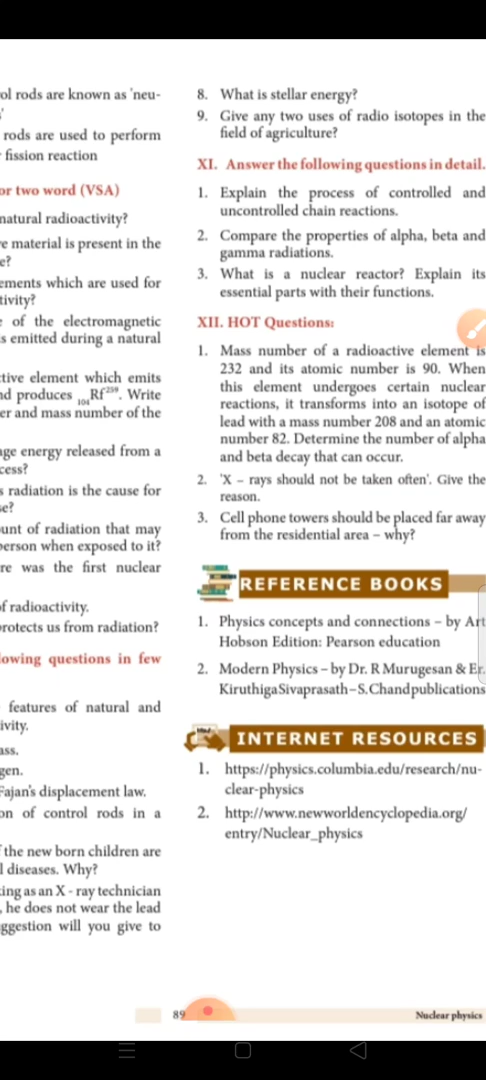 ol rods are known as 'neu-
rods are used to perform
fission reaction
or two word (VSA)
natural radioactivity?
e material is present in the
e?
ements which are used for
tivity?
of the electromagnetic
s emitted during a natural
tive element which emits
nd produces ₁₀₄Rf²⁵⁹. Write
er and mass number of the
age energy released from a
cess?
s radiation is the cause for
se?
unt of radiation that may
person when exposed to it?
re was the first nuclear
of radioactivity.
protects us from radiation?
owing questions in few
features of natural and
ivity.
ass.
gen.
Fajan's displacement law.
on of control rods in a
f the new born children are
l diseases. Why?
king as an X - ray technician
, he does not wear the lead
uggestion will you give to
8. What is stellar energy?
9. Give any two uses of radio isotopes in the
field of agriculture?
XI. Answer the following questions in detail.
1. Explain the process of controlled and
uncontrolled chain reactions.
2. Compare the properties of alpha, beta and
gamma radiations.
3. What is a nuclear reactor? Explain its
essential parts with their functions.
XII. HOT Questions:
1. Mass number of a radioactive element is
232 and its atomic number is 90. When
this element undergoes certain nuclear
reactions, it transforms into an isotope of
lead with a mass number 208 and an atomic
number 82. Determine the number of alpha
and beta decay that can occur.
2. 'X – rays should not be taken often'. Give the
reason.
3. Cell phone towers should be placed far away
from the residential area – why?
REFERENCE BOOKS
1. Physics concepts and connections – by Art
Hobson Edition: Pearson education
2. Modern Physics – by Dr. R Murugesan & Er.
Kiruthiga Sivaprasath – S. Chand publications
INTERNET RESOURCES
1. https://physics.columbia.edu/research/nu-
clear-physics
2. http://www.newworldencyclopedia.org/
entry/Nuclear_physics
89
Nuclear physics